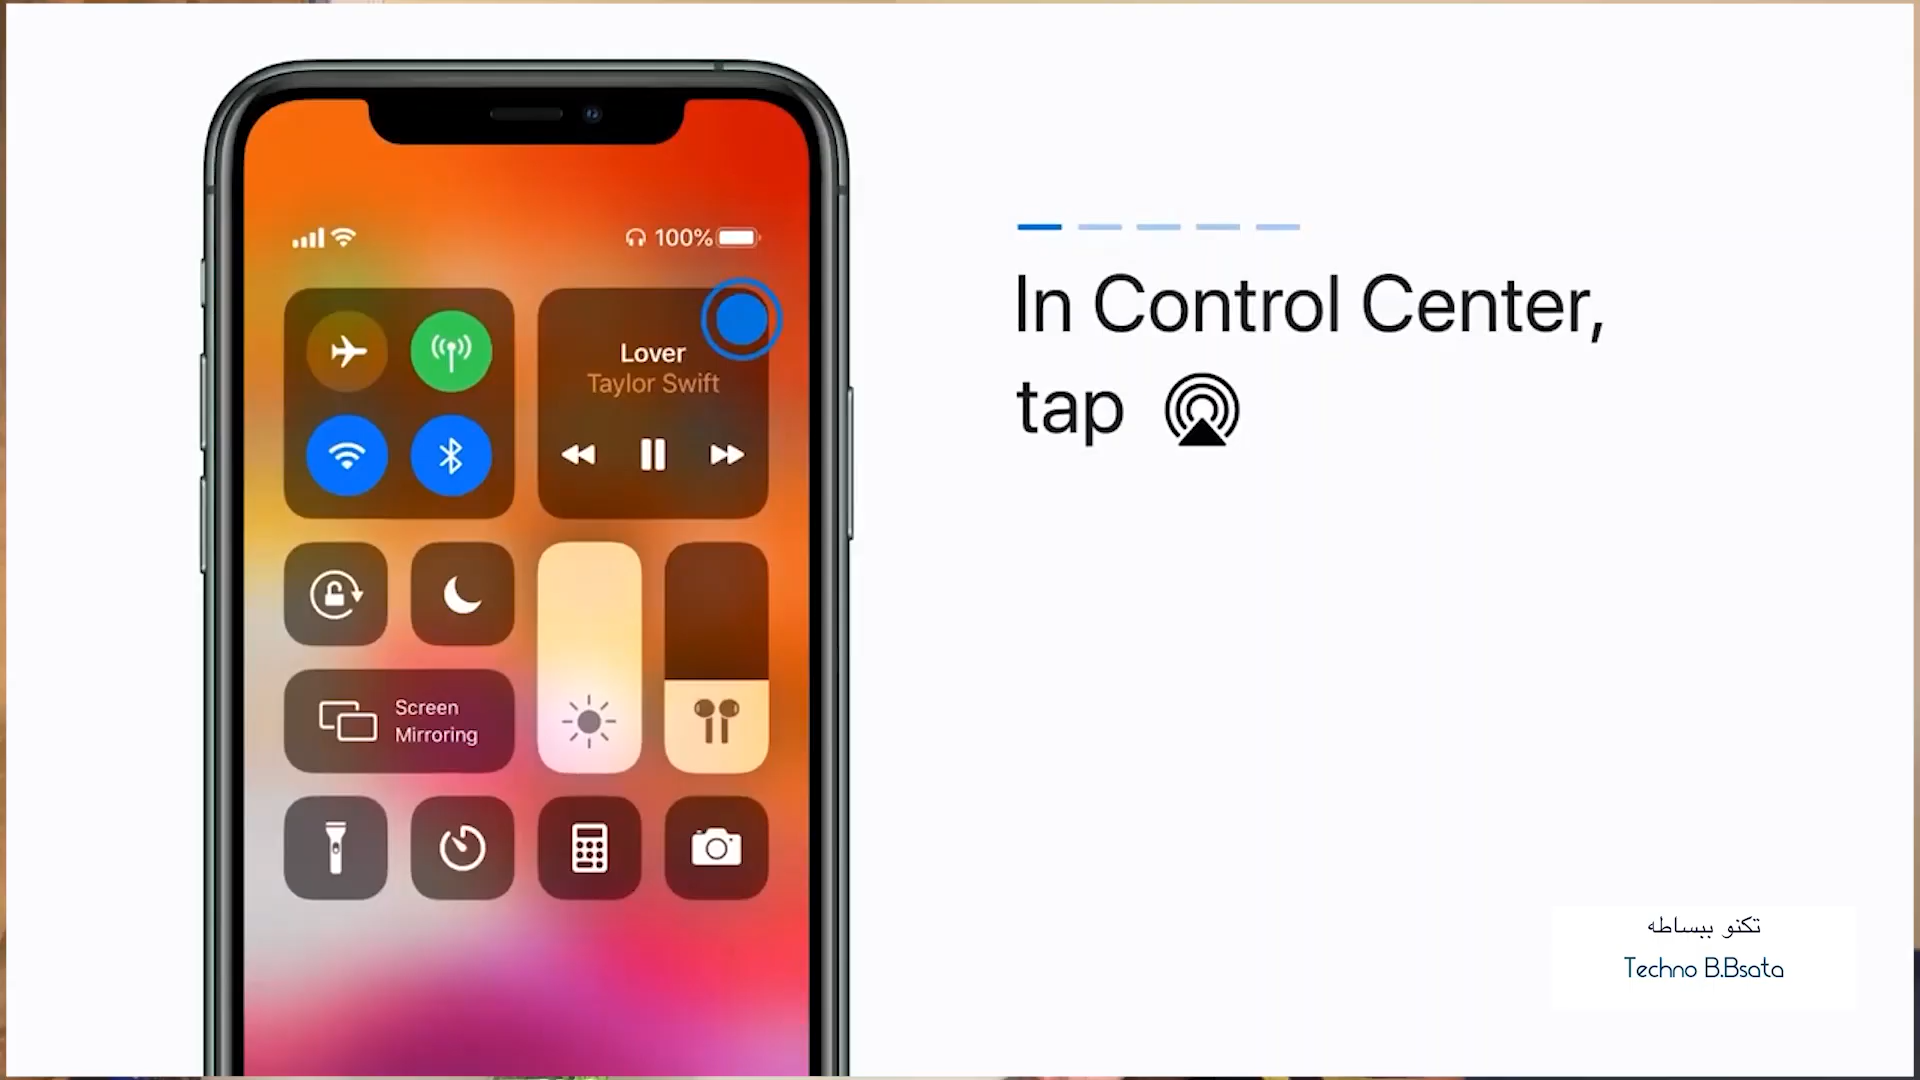 100%
Lover
Taylor Swift
Screen
Mirroring
In Control Center,
tap
تكنو ببساطه
Techno B.Bsata